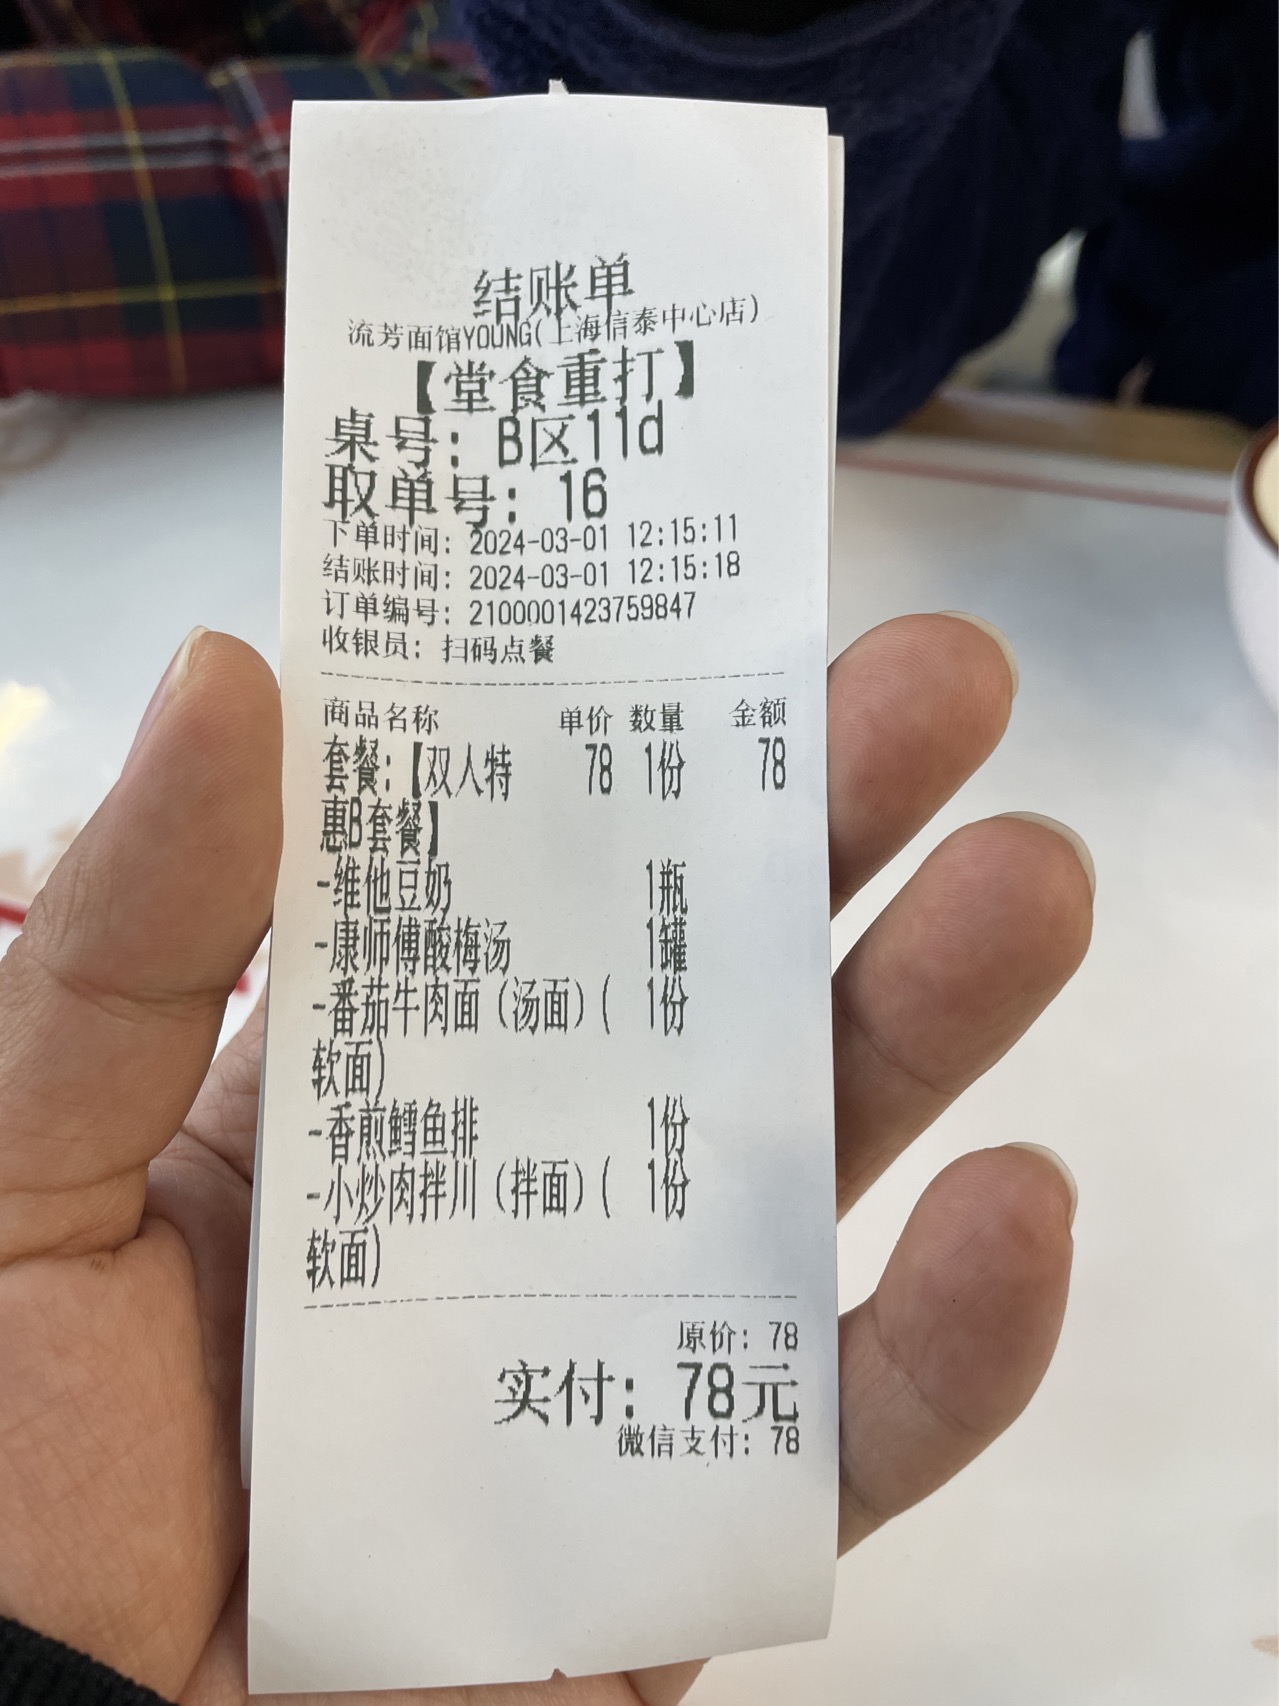 结账单
流芳面馆YOUNG(上海信泰中心店)
【堂食重打】
桌号: B区11d
取单号: 16
下单时间: 2024-03-01 12:15:11
结账时间: 2024-03-01 12:15:18
订单编号: 2100001423759847
收银员: 扫码点餐
商品名称 单价 数量 金额
套餐:【双人特 78 1份 78
惠B套餐】
-维他豆奶 1瓶
-康师傅酸梅汤 1罐
-番茄牛肉面(汤面)( 1份
软面)
-香煎鳕鱼排 1份
-小炒肉拌川(拌面)( 1份
软面)
原价: 78
实付: 78元
微信支付: 78